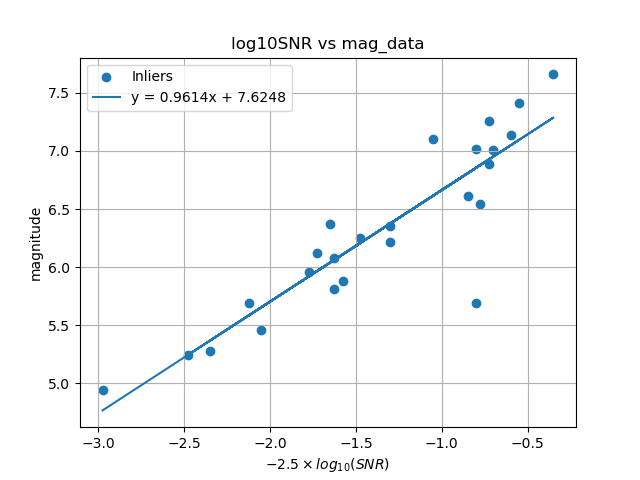 log10SNR vs mag_data
Inliers
y = 0.9614x + 7.6248
magnitude
7.5
7.0
6.5
6.0
5.5
5.0
−3.0 −2.5 −2.0 −1.5 −1.0 −0.5
−2.5 × log₁₀(SNR)